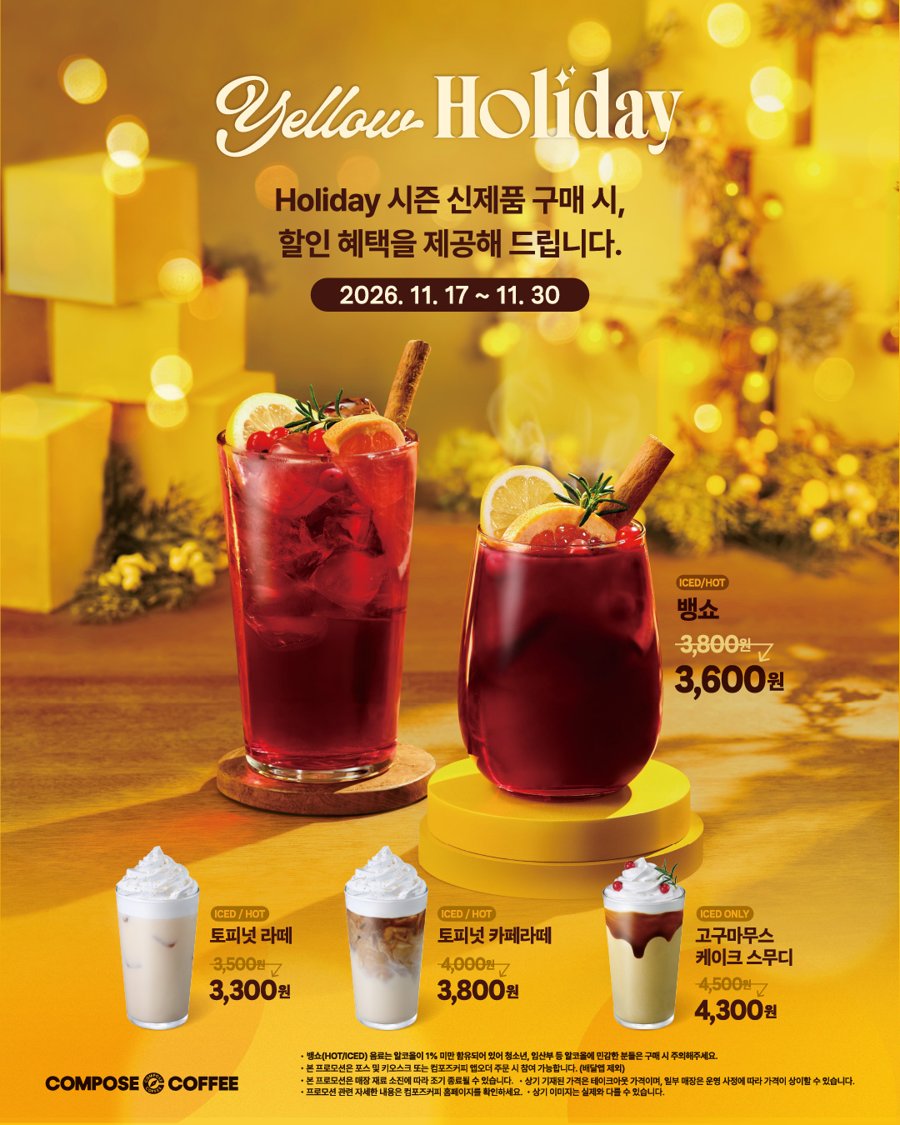 Yellow Holiday
Holiday 시즌 신제품 구매 시,
할인 혜택을 제공해 드립니다.
2026. 11. 17 ~ 11. 30
ICED/HOT
뱅쇼
3,800원
3,600원
ICED / HOT
토피넛 라떼
3,500원
3,300원
ICED / HOT
토피넛 카페라떼
4,000원
3,800원
ICED ONLY
고구마무스
케이크 스무디
4,500원
4,300원
• 뱅쇼(HOT/ICED) 음료는 알코올이 1% 미만 함유되어 있어 청소년, 임산부 등 알코올에 민감한 분들은 구매 시 주의해주세요.
• 본 프로모션은 포스 및 키오스크 또는 컴포즈커피 앱오더 주문 시 참여 가능합니다. (배달앱 제외)
• 본 프로모션은 매장 재료 소진에 따라 조기 종료될 수 있습니다. • 상기 기재된 가격은 테이크아웃 가격이며, 일부 매장은 운영 사정에 따라 가격이 상이할 수 있습니다.
• 프로모션 관련 자세한 내용은 컴포즈커피 홈페이지를 확인하세요. • 상기 이미지는 실제와 다를 수 있습니다.
COMPOSE COFFEE